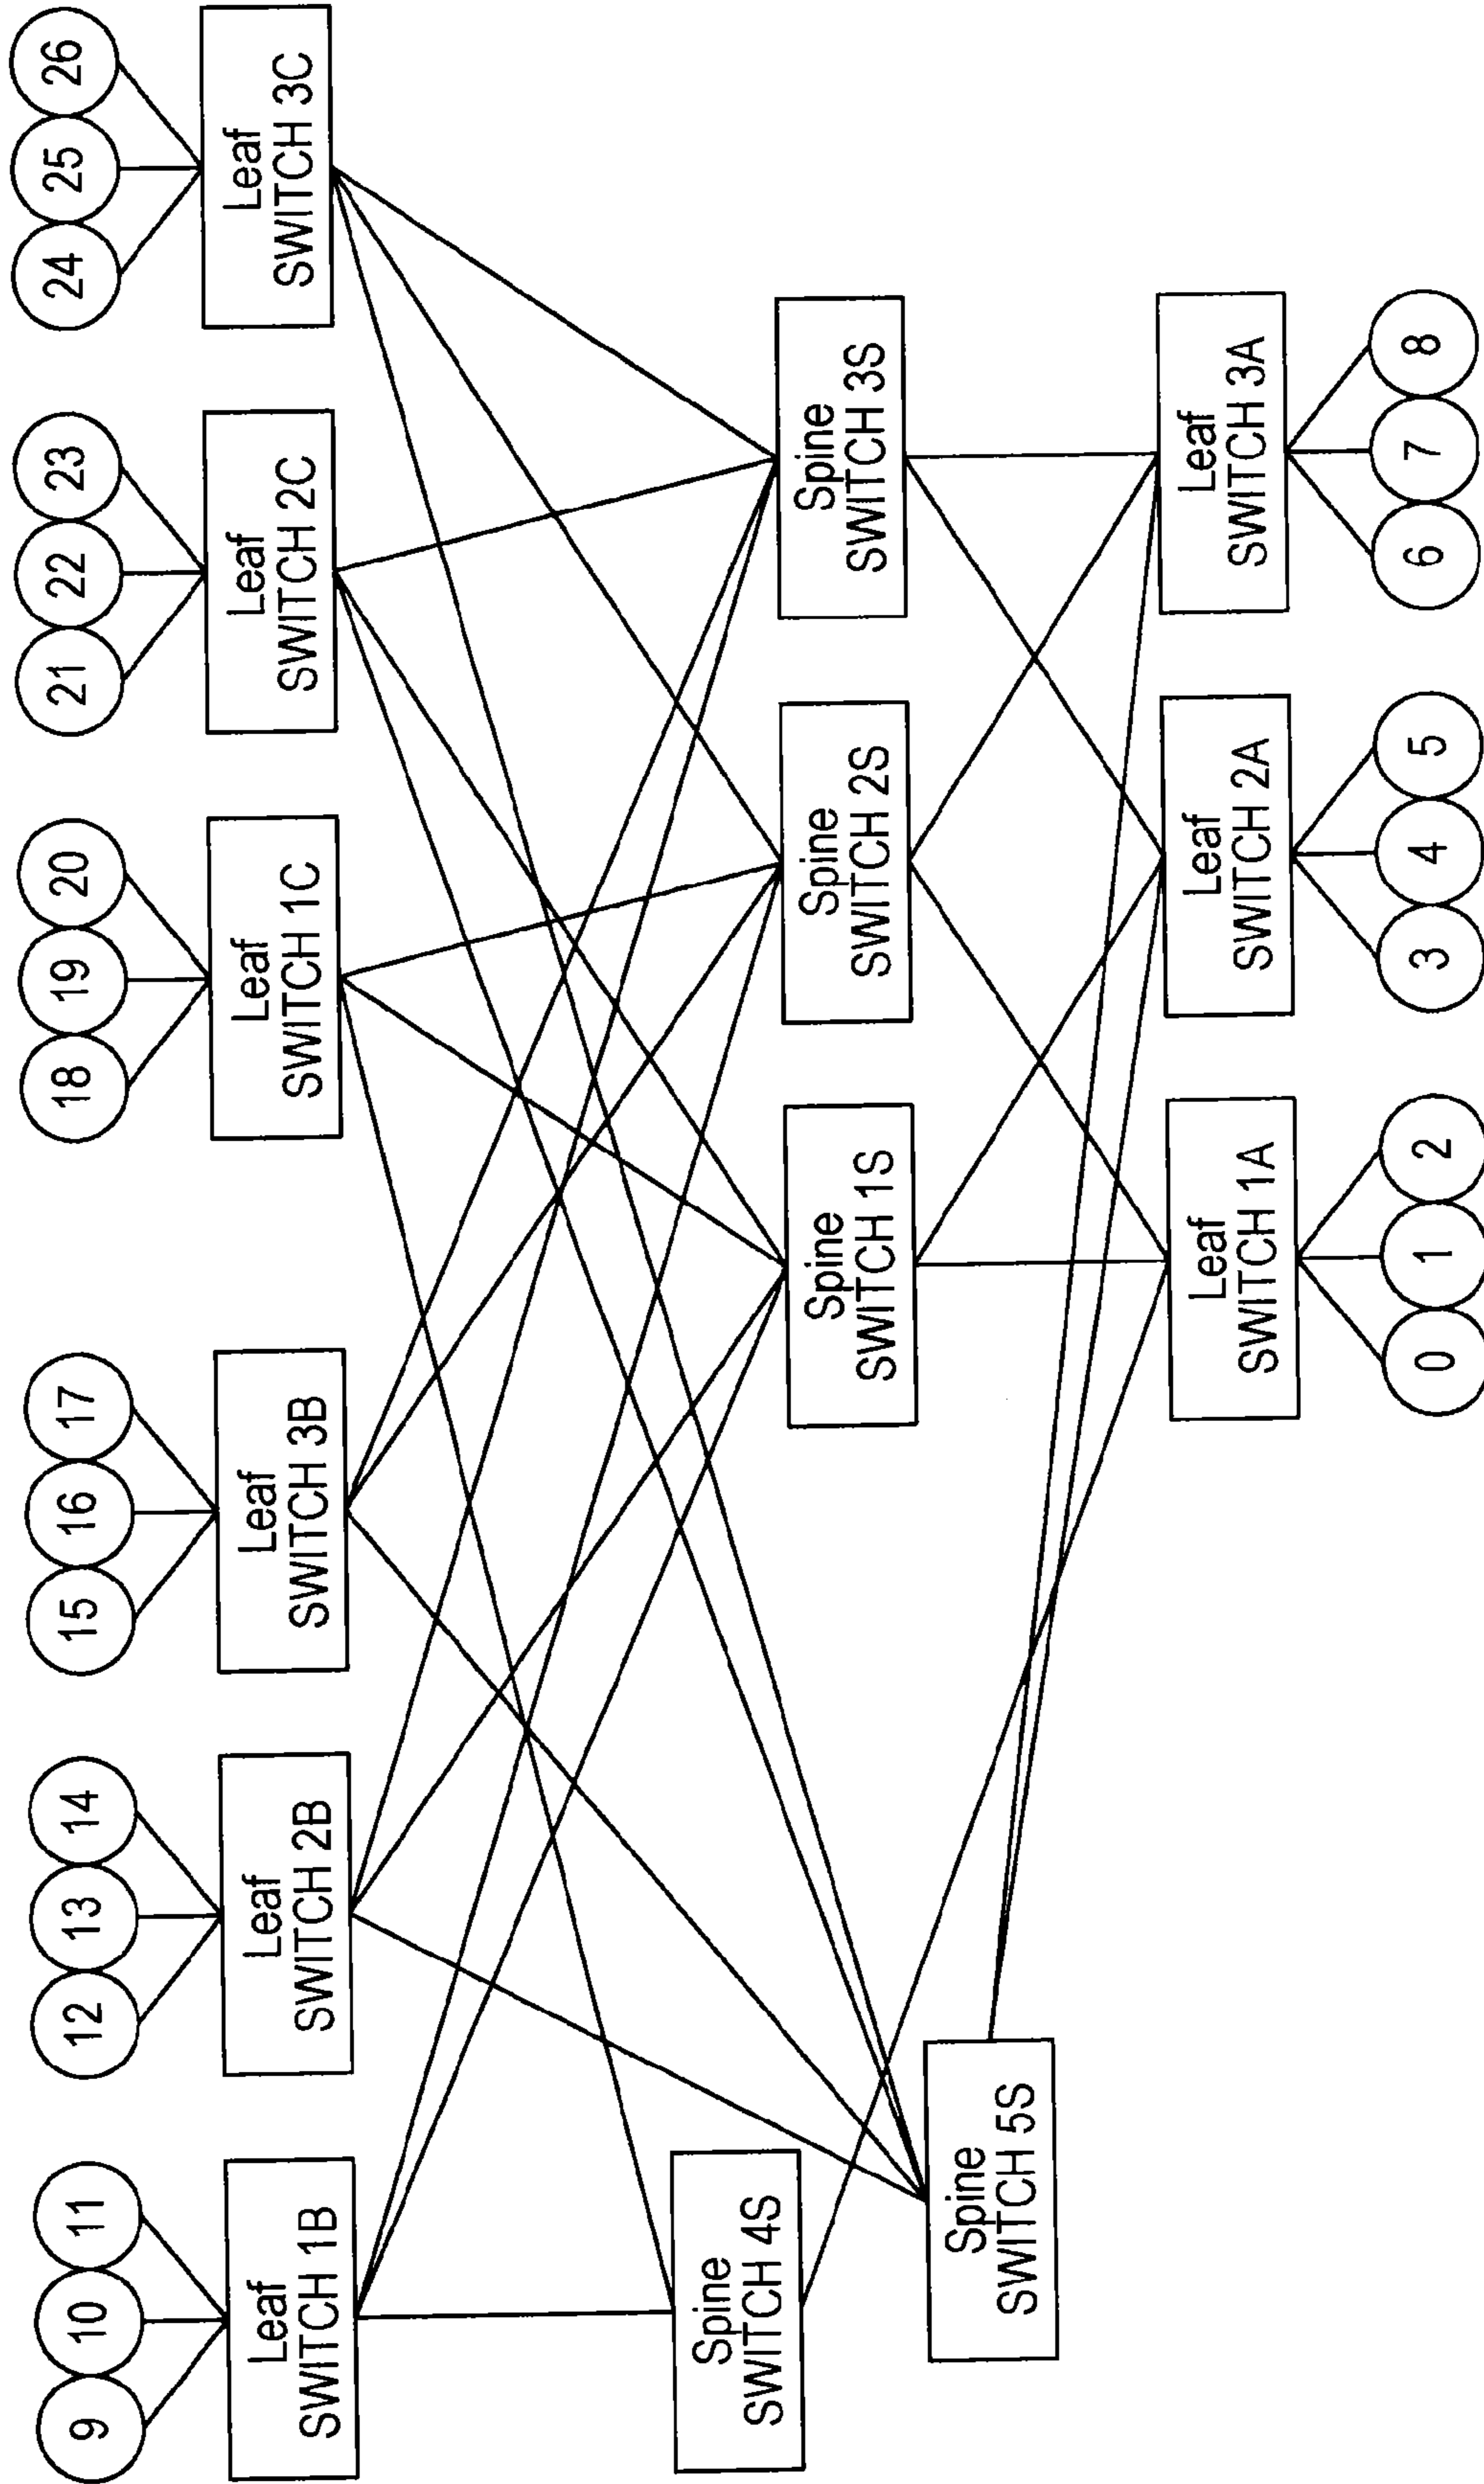 9
10
11
12
13
14
15
16
17
18
19
20
21
22
23
24
25
26
Leaf
SWITCH 1B
Leaf
SWITCH 2B
Leaf
SWITCH 3B
Leaf
SWITCH 1C
Leaf
SWITCH 2C
Leaf
SWITCH 3C
Spine
SWITCH 4S
Spine
SWITCH 1S
Spine
SWITCH 2S
Spine
SWITCH 3S
Spine
SWITCH 5S
Leaf
SWITCH 1A
Leaf
SWITCH 2A
Leaf
SWITCH 3A
0
1
2
3
4
5
6
7
8